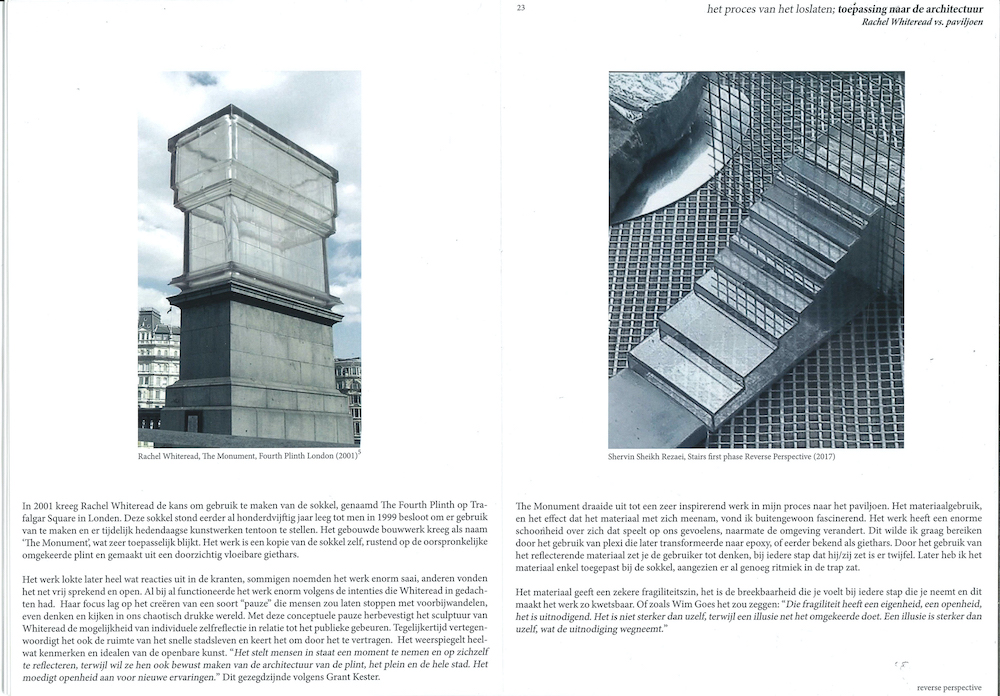 23
het proces van het loslaten; toepassing naar de architectuur
Rachel Whiteread vs. paviljoen
Rachel Whiteread, The Monument, Fourth Plinth London (2001)5
Shervin Sheikh Rezaei, Stairs first phase Reverse Perspective (2017)
In 2001 kreeg Rachel Whiteread de kans om gebruik te maken van de sokkel, genaamd The Fourth Plinth op Tra-
falgar Square in Londen. Deze sokkel stond eerder al honderdvijftig jaar leeg tot men in 1999 besloot om er gebruik
van te maken en er tijdelijk hedendaagse kunstwerken tentoon te stellen. Het gebouwde bouwwerk kreeg als naam
‘The Monument’, wat zeer toepasselijk blijkt. Het werk is een kopie van de sokkel zelf, rustend op de oorspronkelijke
omgekeerde plint en gemaakt uit een doorzichtig vloeibare giethars.
Het werk lokte later heel wat reacties uit in de kranten, sommigen noemden het werk enorm saai, anderen vonden
het net vrij sprekend en open. Al bij al functioneerde het werk enorm volgens de intenties die Whiteread in gedach-
ten had. Haar focus lag op het creëren van een soort “pauze” die mensen zou laten stoppen met voorbijwandelen,
even denken en kijken in ons chaotisch drukke wereld. Met deze conceptuele pauze herbevestigt het sculptuur van
Whiteread de mogelijkheid van individuele zelfreflectie in relatie tot het publieke gebeuren. Tegelijkertijd vertegen-
woordigt het ook de ruimte van het snelle stadsleven en keert het om door het te vertragen. Het weerspiegelt heel-
wat kenmerken en idealen van de openbare kunst. “Het stelt mensen in staat een moment te nemen en op zichzelf
te reflecteren, terwijl wil ze hen ook bewust maken van de architectuur van de plint, het plein en de hele stad. Het
moedigt openheid aan voor nieuwe ervaringen.” Dit gezegdzijnde volgens Grant Kester.
The Monument draaide uit tot een zeer inspirerend werk in mijn proces naar het paviljoen. Het materiaalgebruik,
en het effect dat het materiaal met zich meenam, vond ik buitengewoon fascinerend. Het werk heeft een enorme
schoonheid over zich dat speelt op ons gevoelens, naarmate de omgeving verandert. Dit wilde ik graag bereiken
door het gebruik van plexi die later transformeerde naar epoxy, of eerder bekend als giethars. Door het gebruik van
het reflecterende materiaal zet je de gebruiker tot denken, bij iedere stap dat hij/zij zet is er twijfel. Later heb ik het
materiaal enkel toegepast bij de sokkel, aangezien er al genoeg ritmiek in de trap zat.
Het materiaal geeft een zekere fragiliteitszin, het is de breekbaarheid die je voelt bij iedere stap die je neemt en dit
maakt het werk zo kwetsbaar. Of zoals Wim Goes het zou zeggen: “Die fragiliteit heeft een eigenheid, een openheid,
het is uitnodigend. Het is niet sterker dan uzelf, terwijl een illusie net het omgekeerde doet. Een illusie is sterker dan
uzelf, wat de uitnodiging wegneemt.”
reverse perspective